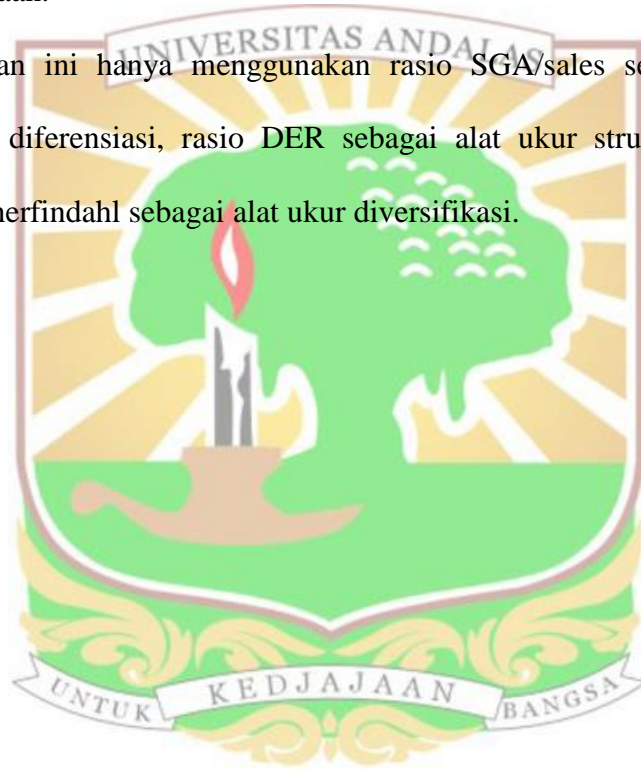 UNIVERSITAS ANDALAS
an ini hanya menggunakan rasio SGA/sales se
diferensiasi, rasio DER sebagai alat ukur stru
herfindahl sebagai alat ukur diversifikasi.
UNTUK KEDJAJAAN BANGSA